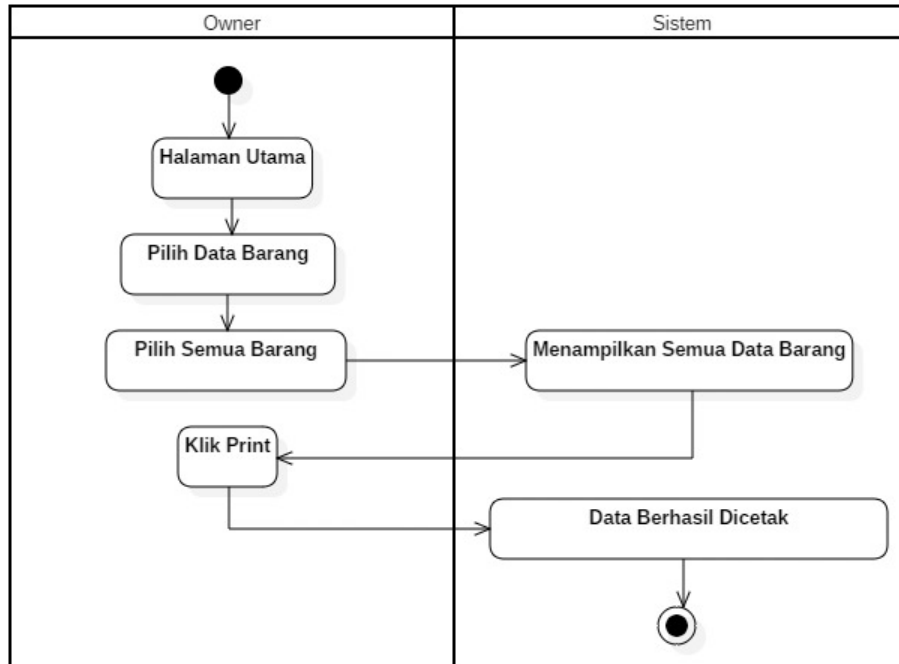 Owner
Sistem
Halaman Utama
Pilih Data Barang
Pilih Semua Barang
Menampilkan Semua Data Barang
Klik Print
Data Berhasil Dicetak